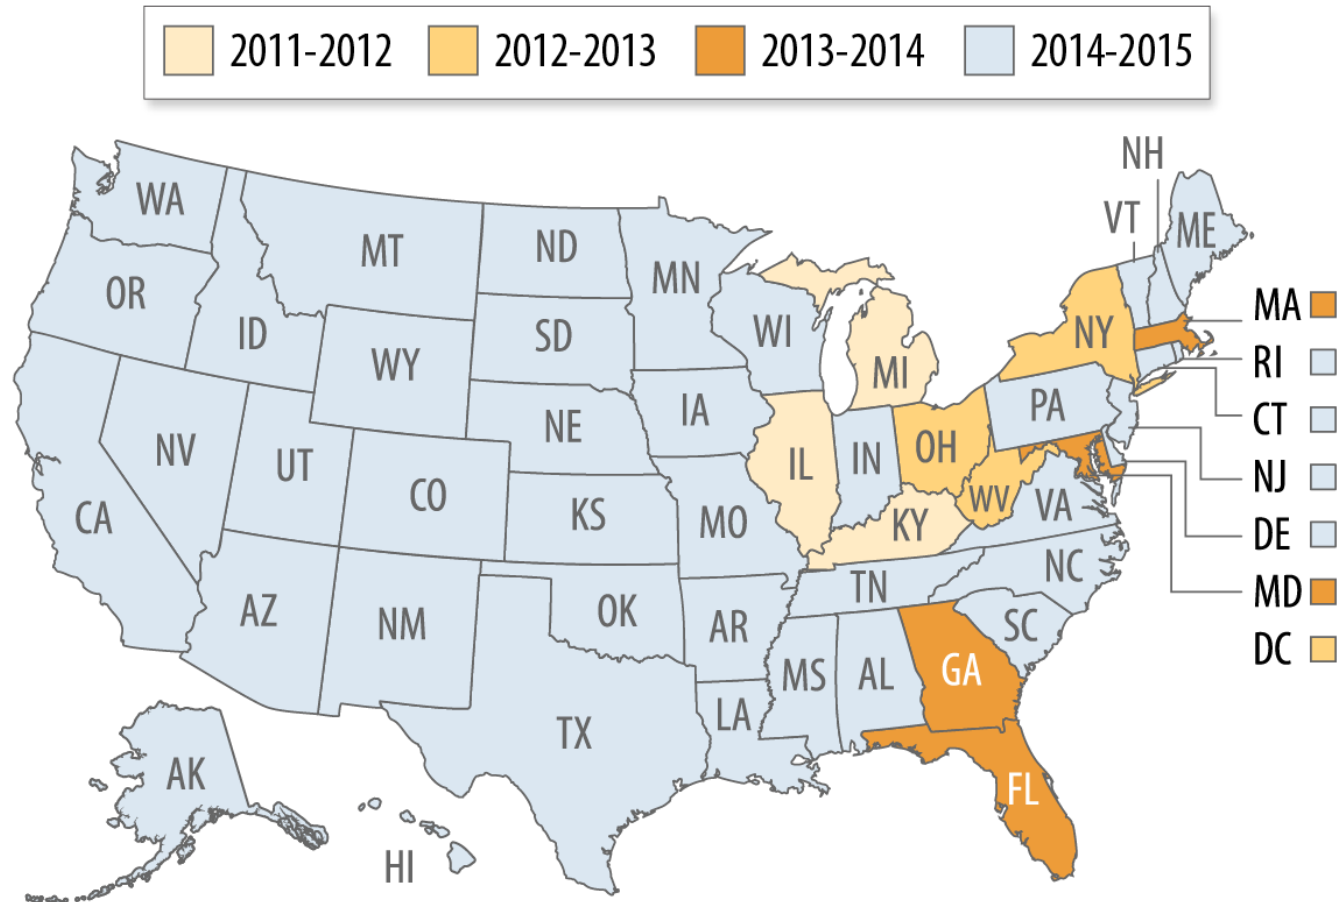 2011-2012 2012-2013 2013-2014 2014-2015
NH
VT
ME
WA
MT
ND
MN
OR
ID
SD
WI
NY
MA
WY
MI
RI
IA
PA
CT
NE
NV
UT
IL
IN
OH
NJ
CO
WV
VA
CA
KS
MO
KY
DE
NC
TN
MD
AZ
NM
OK
AR
SC
DC
MS
AL
GA
LA
TX
AK
FL
HI